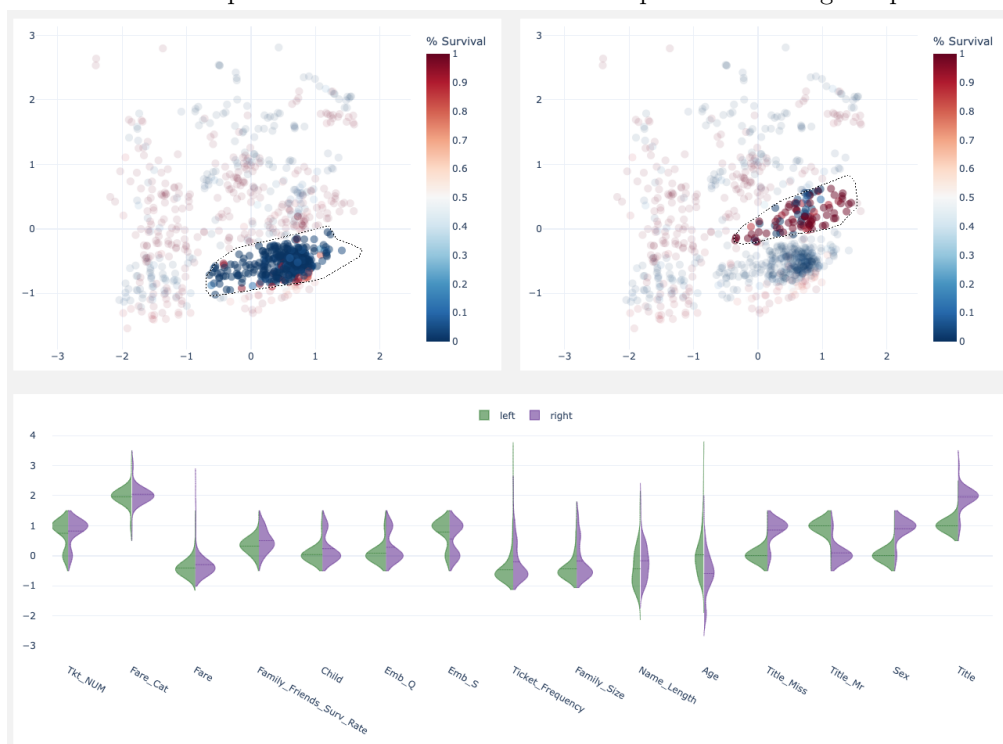 % Survival
3
2
1
0
−1
−3
−2
−1
0
1
2
1
0.9
0.8
0.7
0.6
0.5
0.4
0.3
0.2
0.1
0
% Survival
3
2
1
0
−1
−3
−2
−1
0
1
2
1
0.9
0.8
0.7
0.6
0.5
0.4
0.3
0.2
0.1
0
left
right
4
3
2
1
0
−1
−2
−3
Tkt_NUM
Fare_Cat
Fare
Family_Friends_Surv_Rate
Child
Emb_Q
Emb_S
Ticket_Frequency
Family_Size
Name_Length
Age
Title_Miss
Title_Mr
Sex
Title